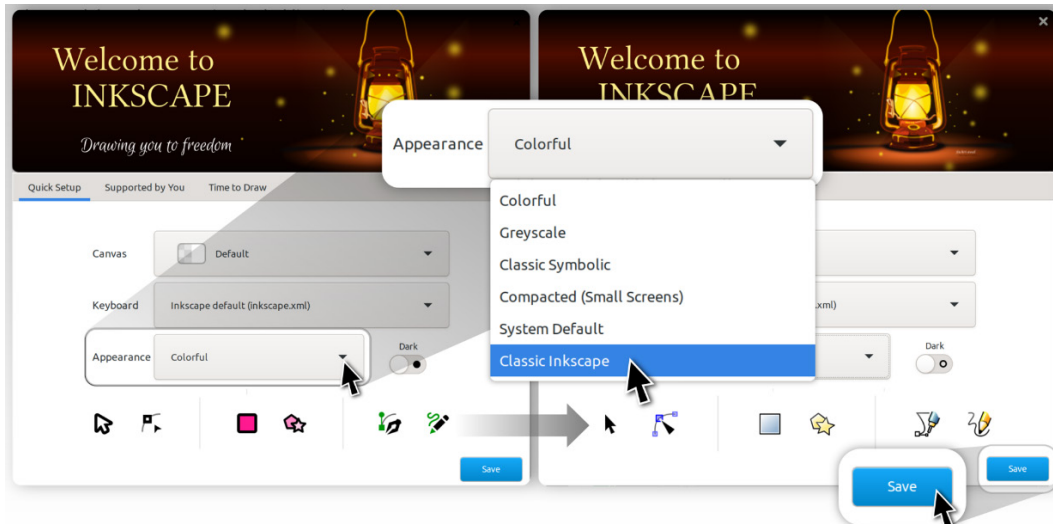 Welcome to
INKSCAPE
Drawing you to freedom
Quick Setup Supported by You Time to Draw
Canvas Default
Keyboard Inkscape default (inkscape.xml)
Appearance Colorful Dark
Save
Welcome to
INKSCAPE
Appearance Colorful
Colorful
Greyscale
Classic Symbolic
Compacted (Small Screens)
System Default
Classic Inkscape
.xml)
Dark
Save
Save